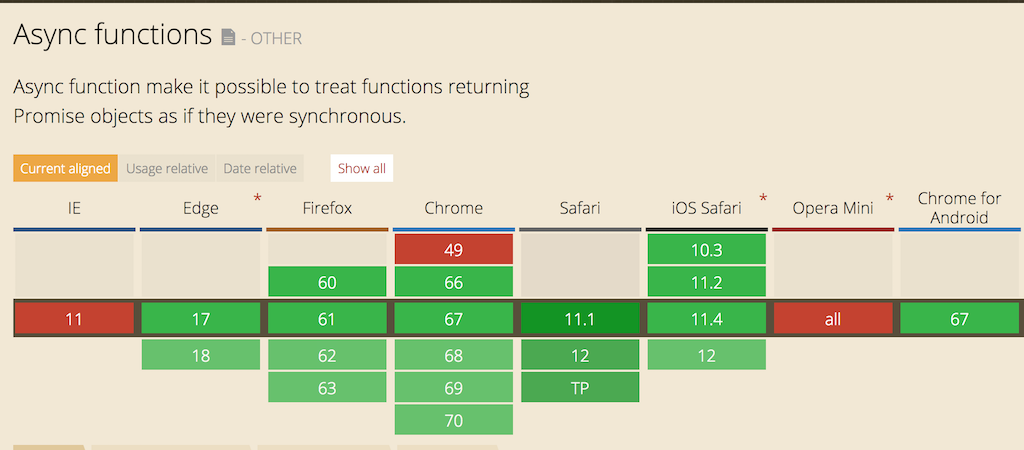 Async functions - OTHER
Async function make it possible to treat functions returning
Promise objects as if they were synchronous.
Current aligned Usage relative Date relative Show all
IE Edge * Firefox Chrome Safari iOS Safari * Opera Mini * Chrome for
Android
49 10.3
60 66 11.2
11 17 61 67 11.1 11.4 all 67
18 62 68 12 12
63 69 TP
70